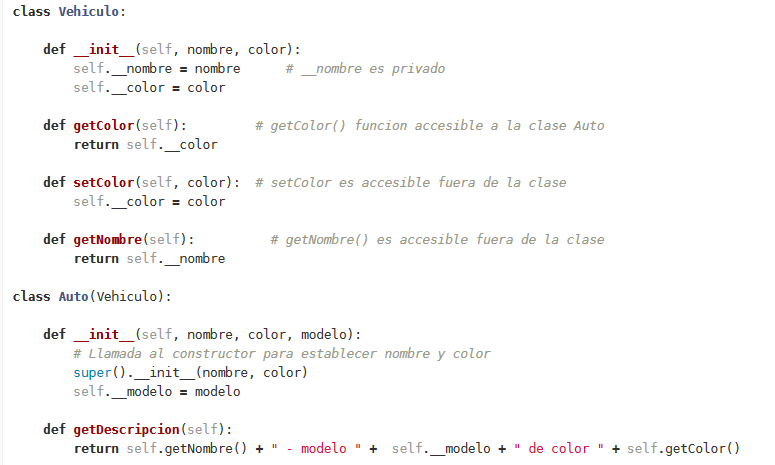 class Vehiculo:
def __init__(self, nombre, color):
self.__nombre = nombre      # __nombre es privado
self.__color = color
def getColor(self):         # getColor() funcion accesible a la clase Auto
return self.__color
def setColor(self, color):  # setColor es accesible fuera de la clase
self.__color = color
def getNombre(self):          # getNombre() es accesible fuera de la clase
return self.__nombre
class Auto(Vehiculo):
def __init__(self, nombre, color, modelo):
# Llamada al constructor para establecer nombre y color
super().__init__(nombre, color)
self.__modelo = modelo
def getDescripcion(self):
return self.getNombre() + " - modelo " +  self.__modelo + " de color " + self.getColor()